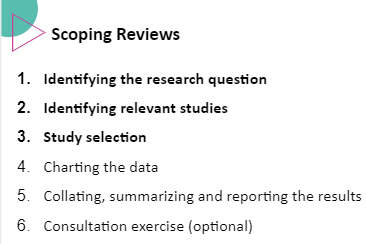 Scoping Reviews
1. Identifying the research question
2. Identifying relevant studies
3. Study selection
4. Charting the data
5. Collating, summarizing and reporting the results
6. Consultation exercise (optional)